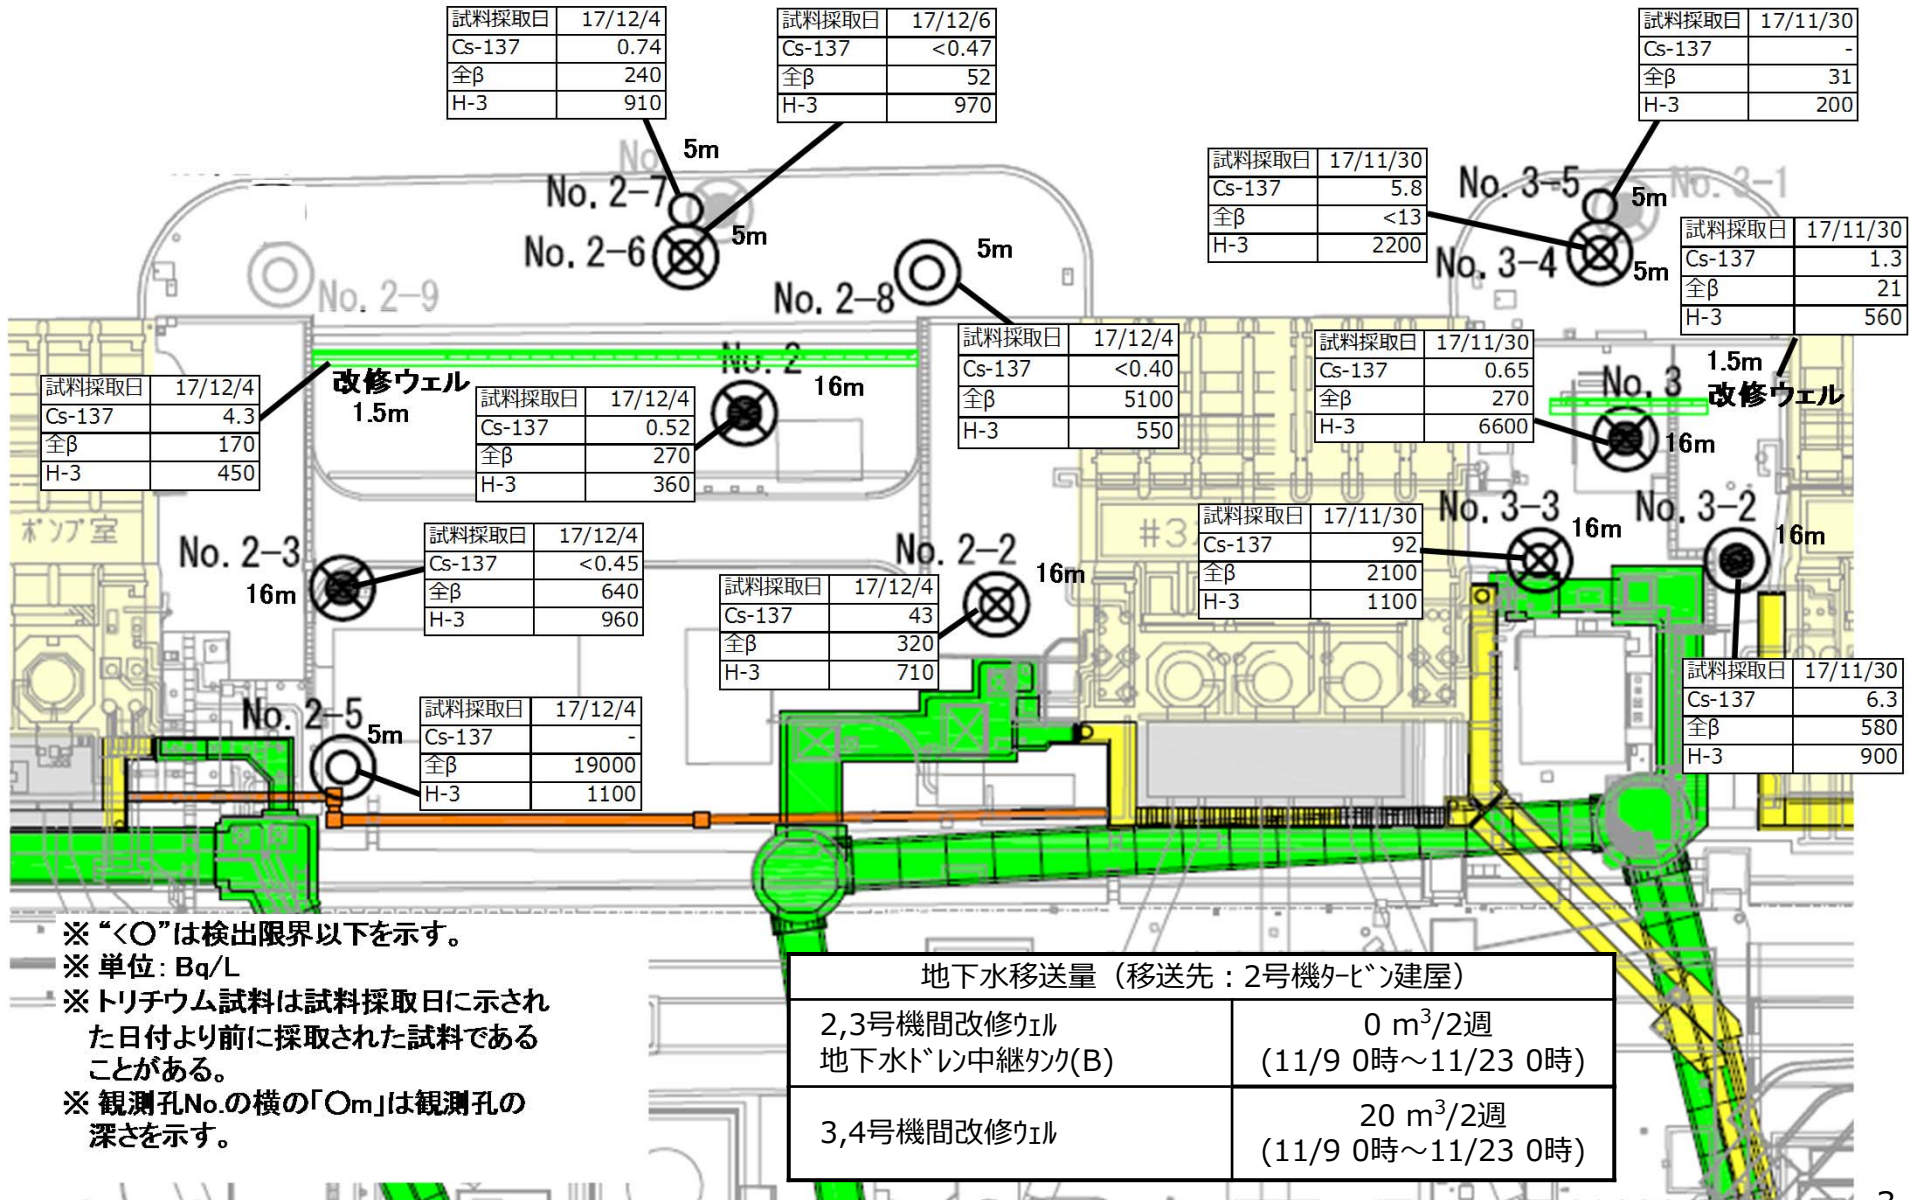 試料採取日 17/12/4
Cs-137 0.74
全β 240
H-3 910
試料採取日 17/12/6
Cs-137 <0.47
全β 52
H-3 970
試料採取日 17/11/30
Cs-137 -
全β 31
H-3 200
No
5m
No. 2-7
5m
No. 2-6
5m
No. 2-8
No. 2-9
試料採取日 17/11/30
Cs-137 5.8
全β <13
H-3 2200
No. 3-5
5m
No. 3-1
No. 3-4
5m
試料採取日 17/11/30
Cs-137 1.3
全β 21
H-3 560
試料採取日 17/12/4
Cs-137 4.3
全β 170
H-3 450
改修ウェル
1.5m
試料採取日 17/12/4
Cs-137 0.52
全β 270
H-3 360
No. 2
16m
試料採取日 17/12/4
Cs-137 <0.40
全β 5100
H-3 550
試料採取日 17/11/30
Cs-137 0.65
全β 270
H-3 6600
1.5m
No. 3
改修ウェル
16m
ポンプ室
No. 2-3
16m
試料採取日 17/12/4
Cs-137 <0.45
全β 640
H-3 960
No. 2-2
16m
試料採取日 17/12/4
Cs-137 43
全β 320
H-3 710
#3
試料採取日 17/11/30
Cs-137 92
全β 2100
H-3 1100
No. 3-3
16m
No. 3-2
16m
試料採取日 17/11/30
Cs-137 6.3
全β 580
H-3 900
No. 2-5
5m
試料採取日 17/12/4
Cs-137 -
全β 19000
H-3 1100
※ “<〇”は検出限界以下を示す。
※ 単位: Bq/L
※ トリチウム試料は試料採取日に示され
た日付より前に採取された試料である
ことがある。
※ 観測孔No.の横の「〇m」は観測孔の
深さを示す。
地下水移送量（移送先：2号機ﾀｰﾋﾞﾝ建屋）
2,3号機間改修ｳｪﾙ
地下水ﾄﾞﾚﾝ中継ﾀﾝｸ(B)
0 m³/2週
(11/9 0時～11/23 0時)
3,4号機間改修ｳｪﾙ
20 m³/2週
(11/9 0時～11/23 0時)